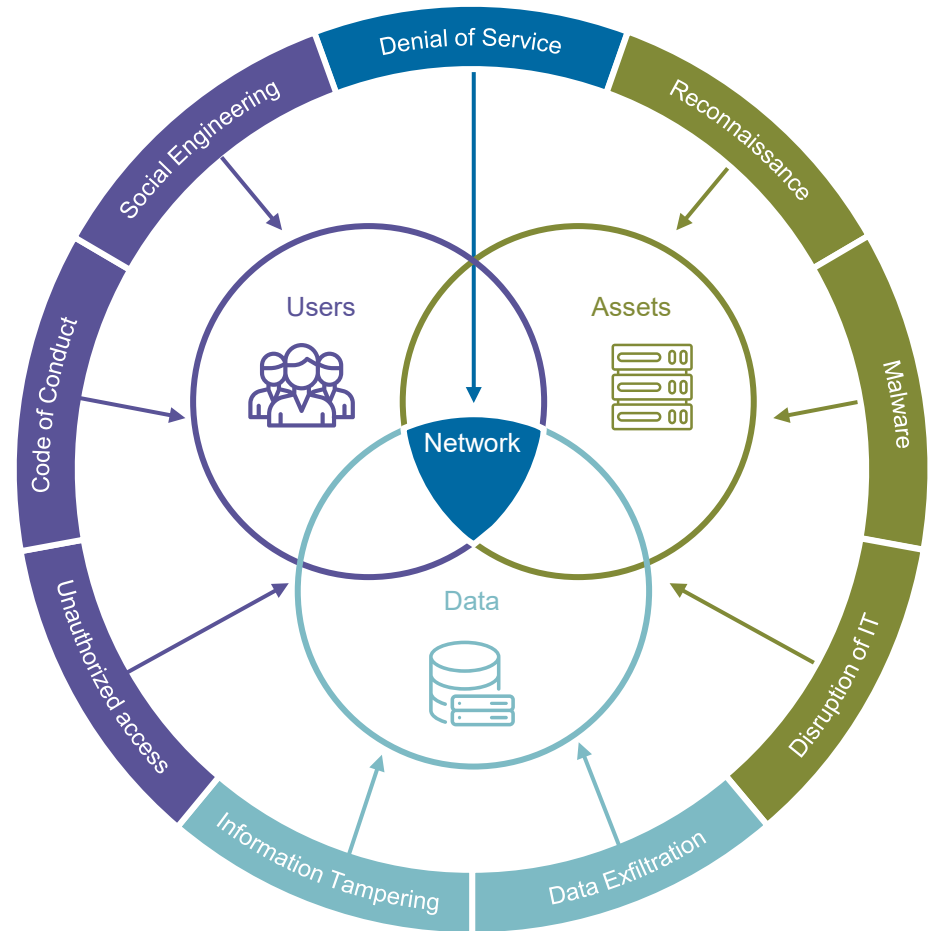 Denial of Service
Reconnaissance
Malware
Disruption of IT
Data Exfiltration
Information Tampering
Unauthorized access
Code of Conduct
Social Engineering
Users
Assets
Network
Data